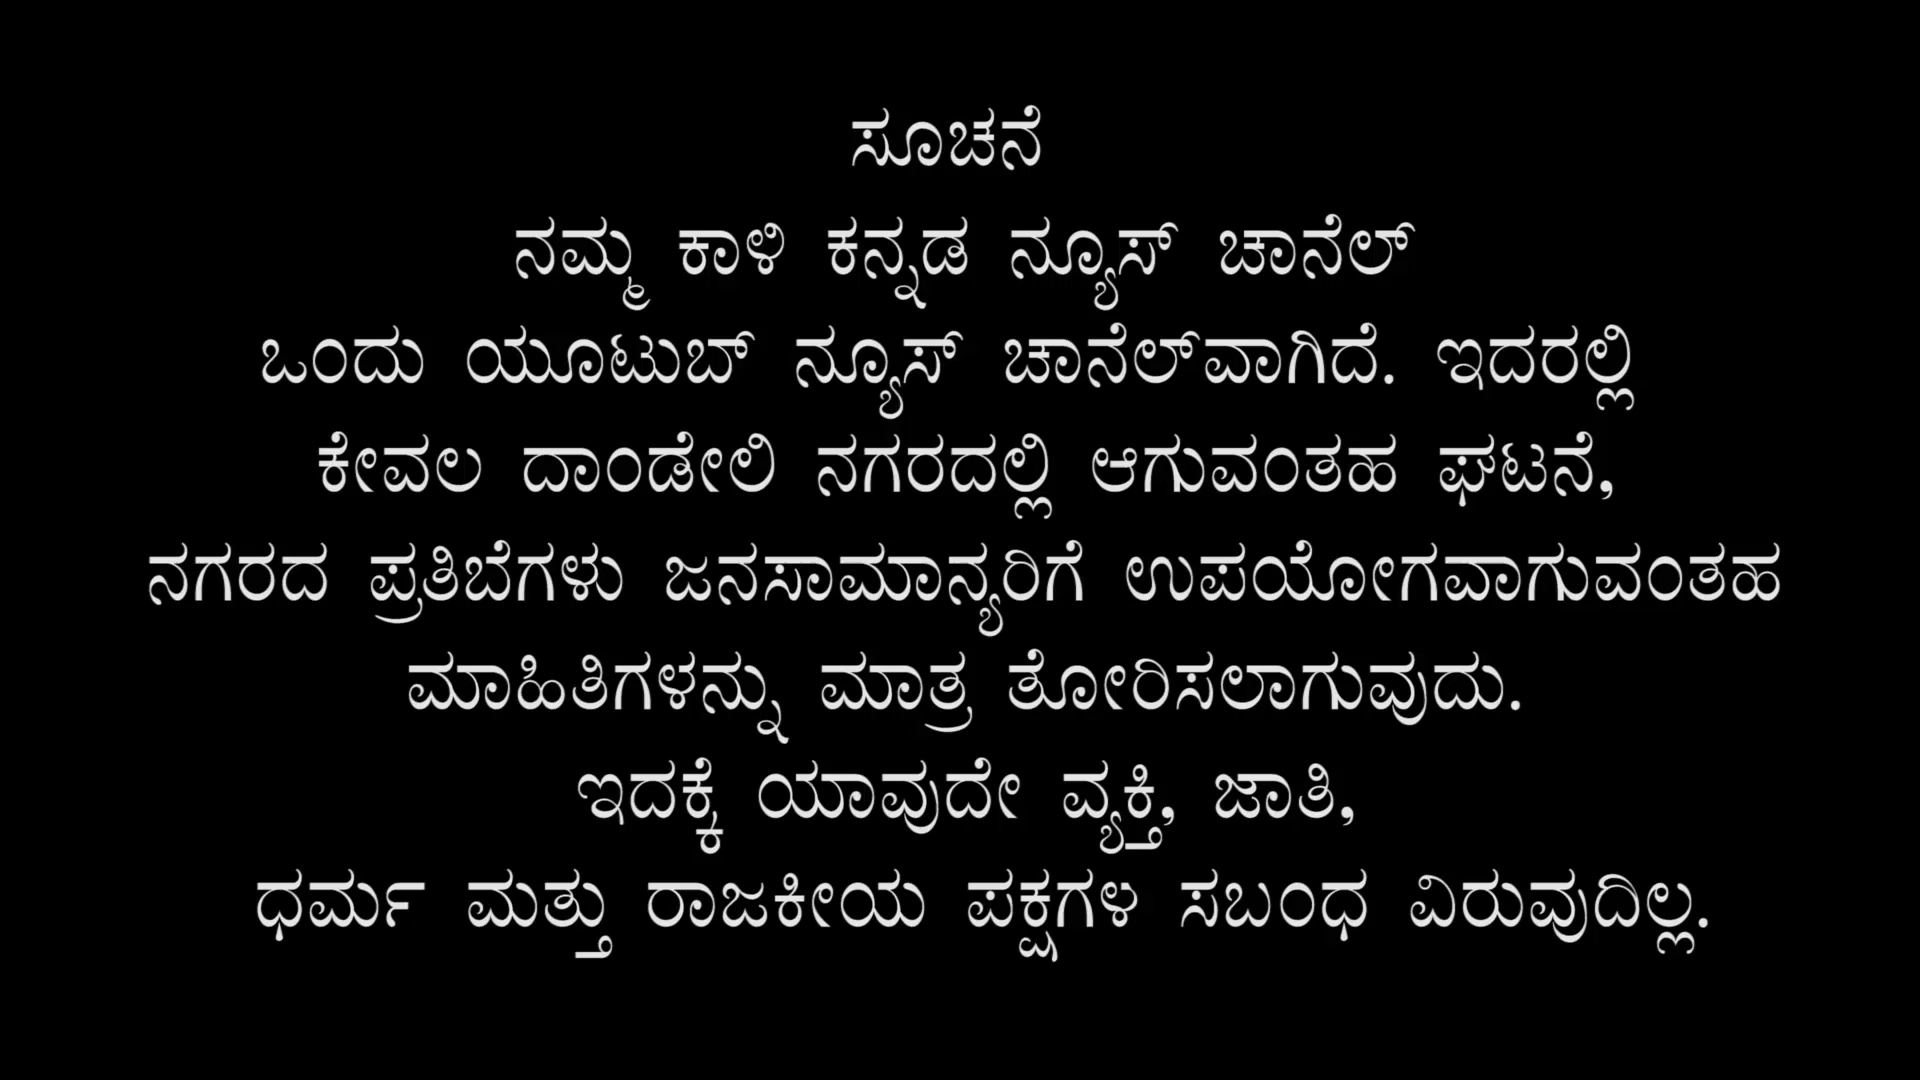 ಸೂಚನೆ
ನಮ್ಮ ಕಾಳಿ ಕನ್ನಡ ನ್ಯೂಸ್ ಚಾನೆಲ್
ಒಂದು ಯೂಟುಬ್ ನ್ಯೂಸ್ ಚಾನೆಲ್‌ವಾಗಿದೆ. ಇದರಲ್ಲಿ
ಕೇವಲ ದಾಂಡೇಲಿ ನಗರದಲ್ಲಿ ಆಗುವಂತಹ ಘಟನೆ,
ನಗರದ ಪ್ರತಿಬೆಗಳು ಜನಸಾಮಾನ್ಯರಿಗೆ ಉಪಯೋಗವಾಗುವಂತಹ
ಮಾಹಿತಿಗಳನ್ನು ಮಾತ್ರ ತೋರಿಸಲಾಗುವುದು.
ಇದಕ್ಕೆ ಯಾವುದೇ ವ್ಯಕ್ತಿ, ಜಾತಿ,
ಧರ್ಮ ಮತ್ತು ರಾಜಕೀಯ ಪಕ್ಷಗಳ ಸಬಂಧ ವಿರುವುದಿಲ್ಲ.